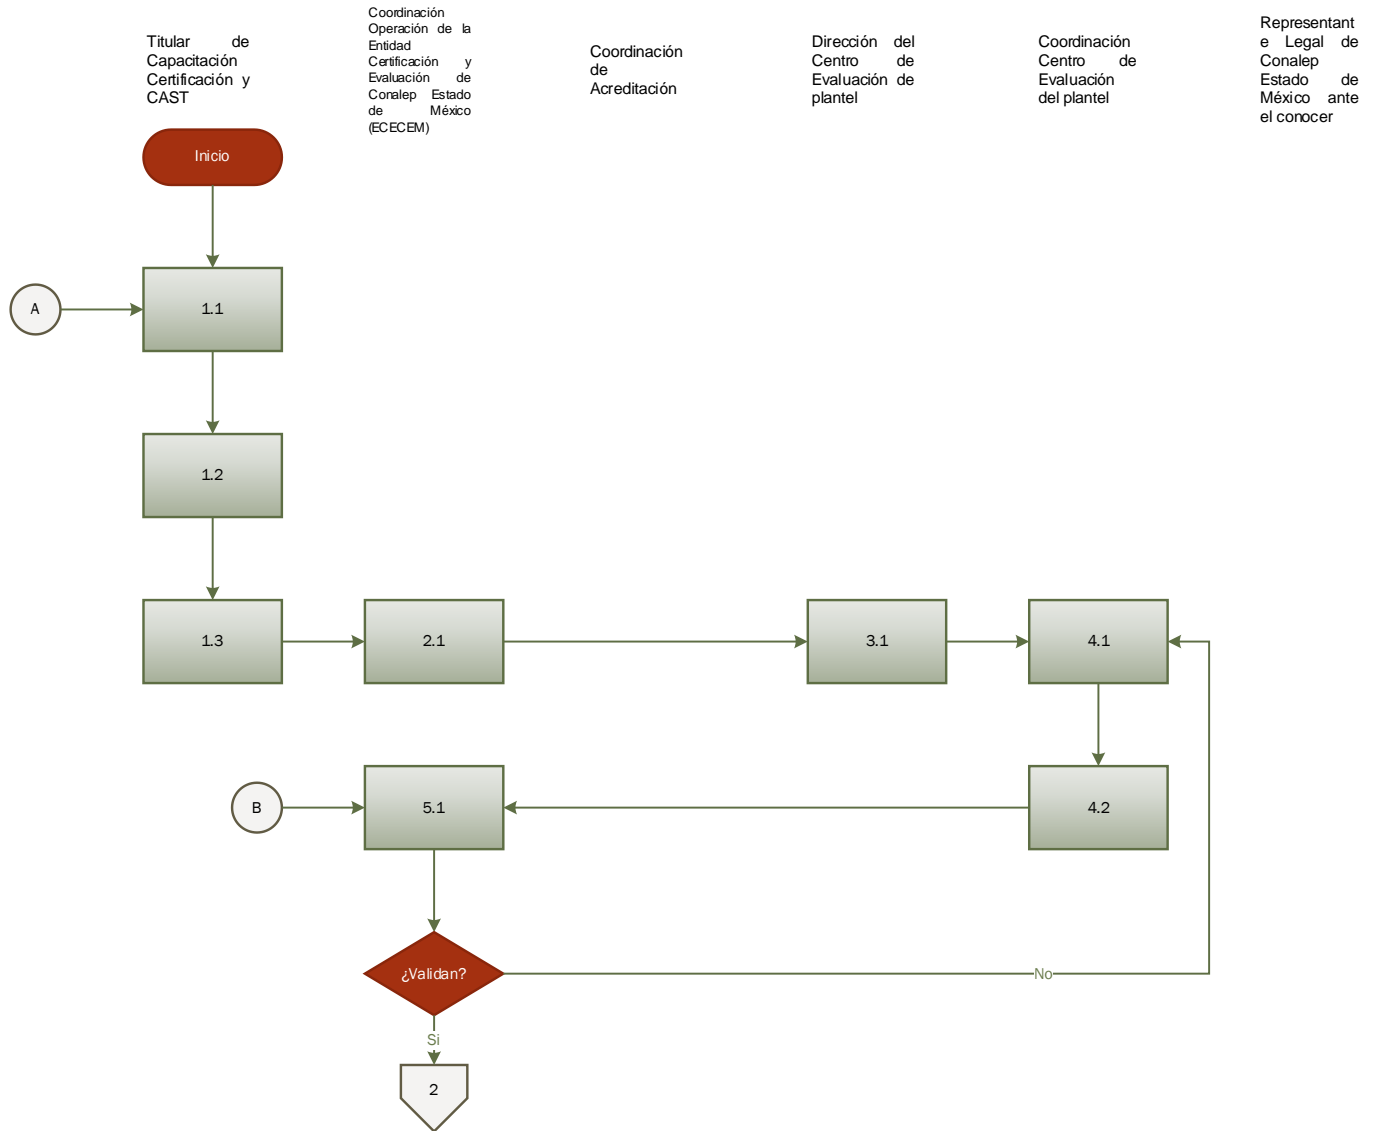 Titular de
Capacitación
Certificación y
CAST
Coordinación
Operación de la
Entidad
Certificación y
Evaluación de
Conalep Estado
de México
(ECECEM)
Coordinación
de
Acreditación
Dirección del
Centro de
Evaluación de
plantel
Coordinación
Centro de
Evaluación
del plantel
Representant
e Legal de
Conalep
Estado de
México ante
el conocer
Inicio
A
1.1
1.2
1.3
2.1
3.1
4.1
B
5.1
4.2
¿Validan?
No
Si
2